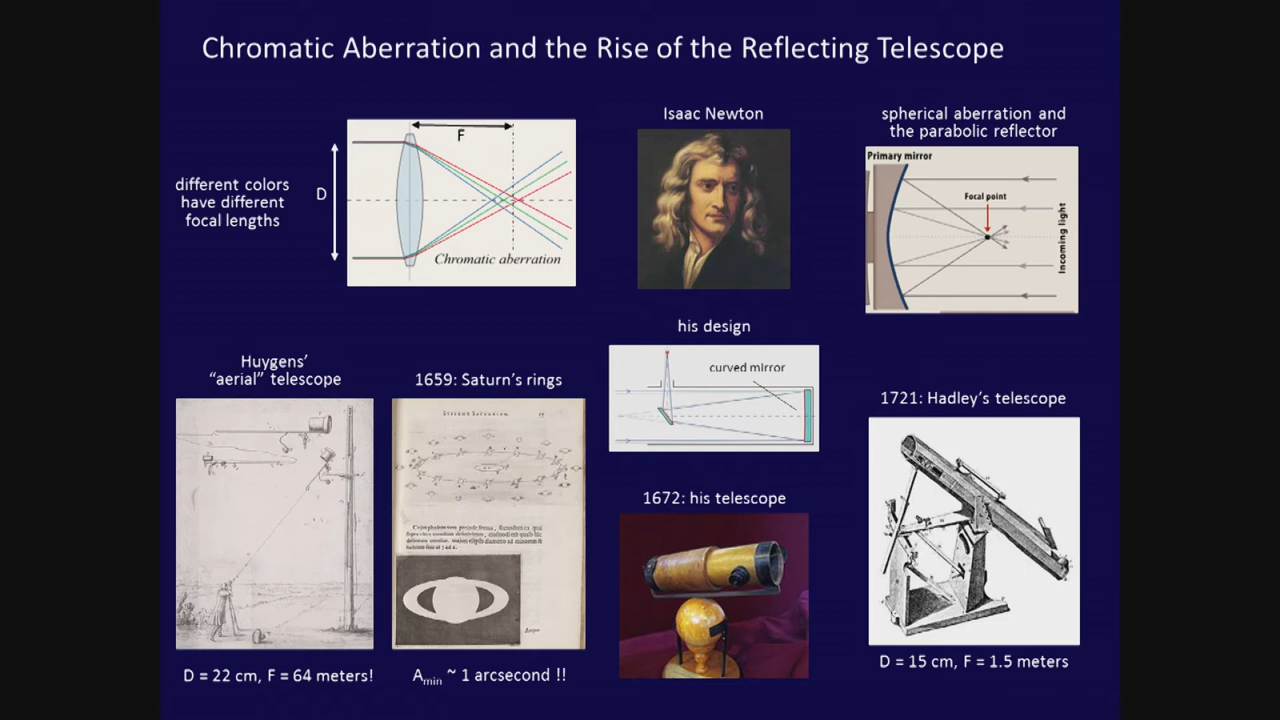 Chromatic Aberration and the Rise of the Reflecting Telescope
different colors
have different
focal lengths
D
F
Chromatic aberration
Isaac Newton
spherical aberration and
the parabolic reflector
Primary mirror
Focal point
Incoming light
his design
curved mirror
Huygens’
“aerial” telescope
D = 22 cm, F = 64 meters!
1659: Saturn’s rings
Amin ~ 1 arcsecond !!
1672: his telescope
1721: Hadley’s telescope
D = 15 cm, F = 1.5 meters